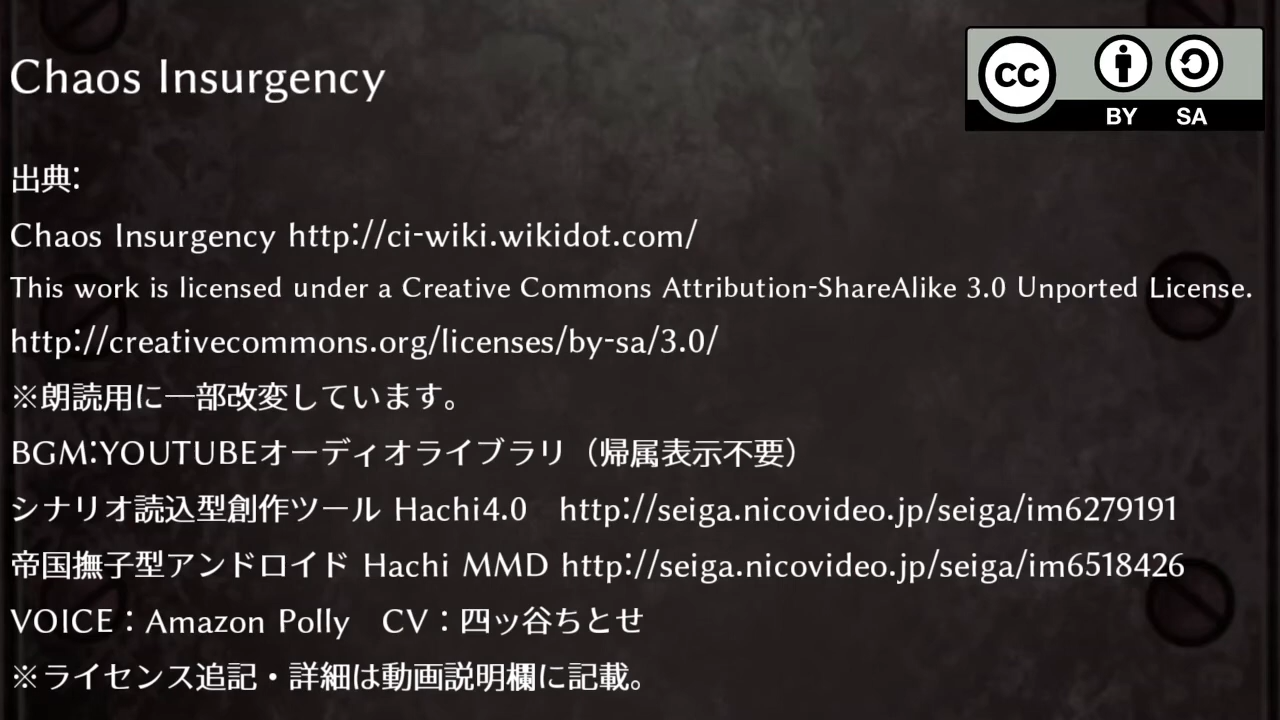 Chaos Insurgency
cc
BY SA
出典:
Chaos Insurgency http://ci-wiki.wikidot.com/
This work is licensed under a Creative Commons Attribution-ShareAlike 3.0 Unported License.
http://creativecommons.org/licenses/by-sa/3.0/
※朗読用に一部改変しています。
BGM:YOUTUBEオーディオライブラリ（帰属表示不要）
シナリオ読込型創作ツール Hachi4.0　http://seiga.nicovideo.jp/seiga/im6279191
帝国撫子型アンドロイド Hachi MMD http://seiga.nicovideo.jp/seiga/im6518426
VOICE：Amazon Polly　CV：四ッ谷ちとせ
※ライセンス追記・詳細は動画説明欄に記載。